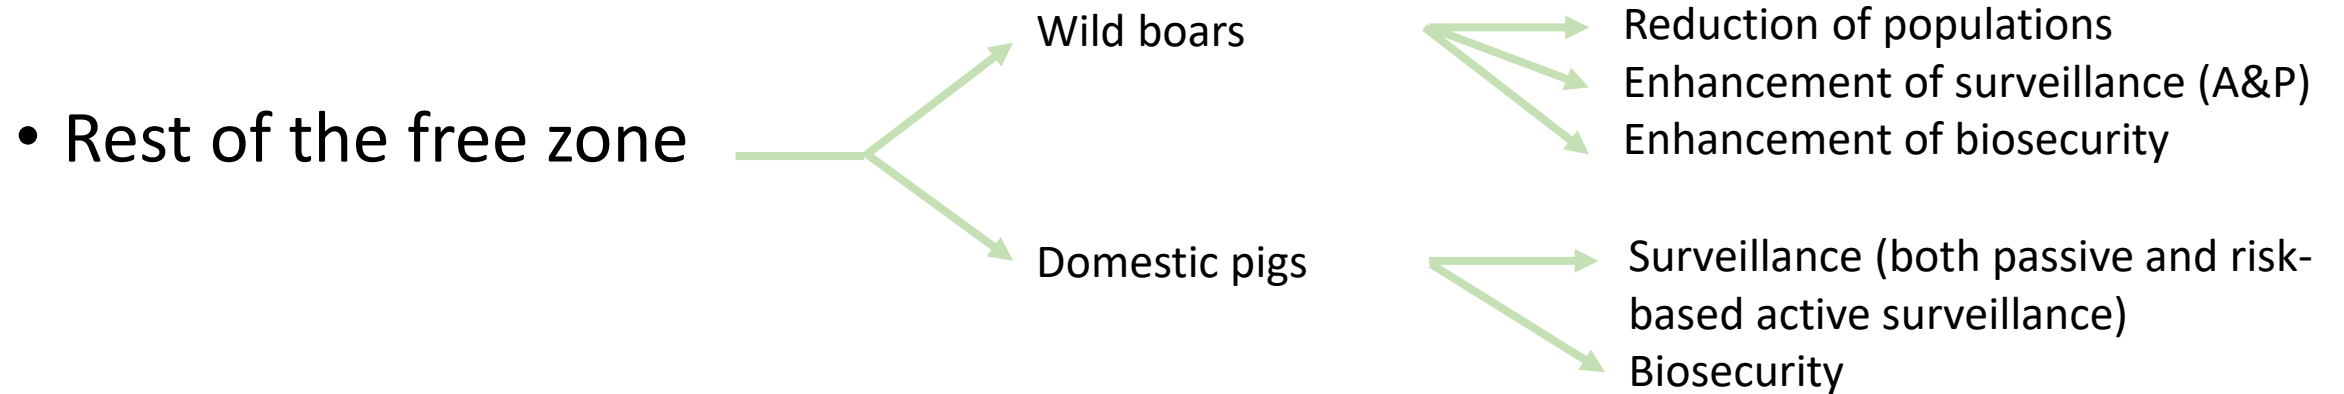 • Rest of the free zone
Wild boars
Reduction of populations
Enhancement of surveillance (A&P)
Enhancement of biosecurity
Domestic pigs
Surveillance (both passive and risk-
based active surveillance)
Biosecurity